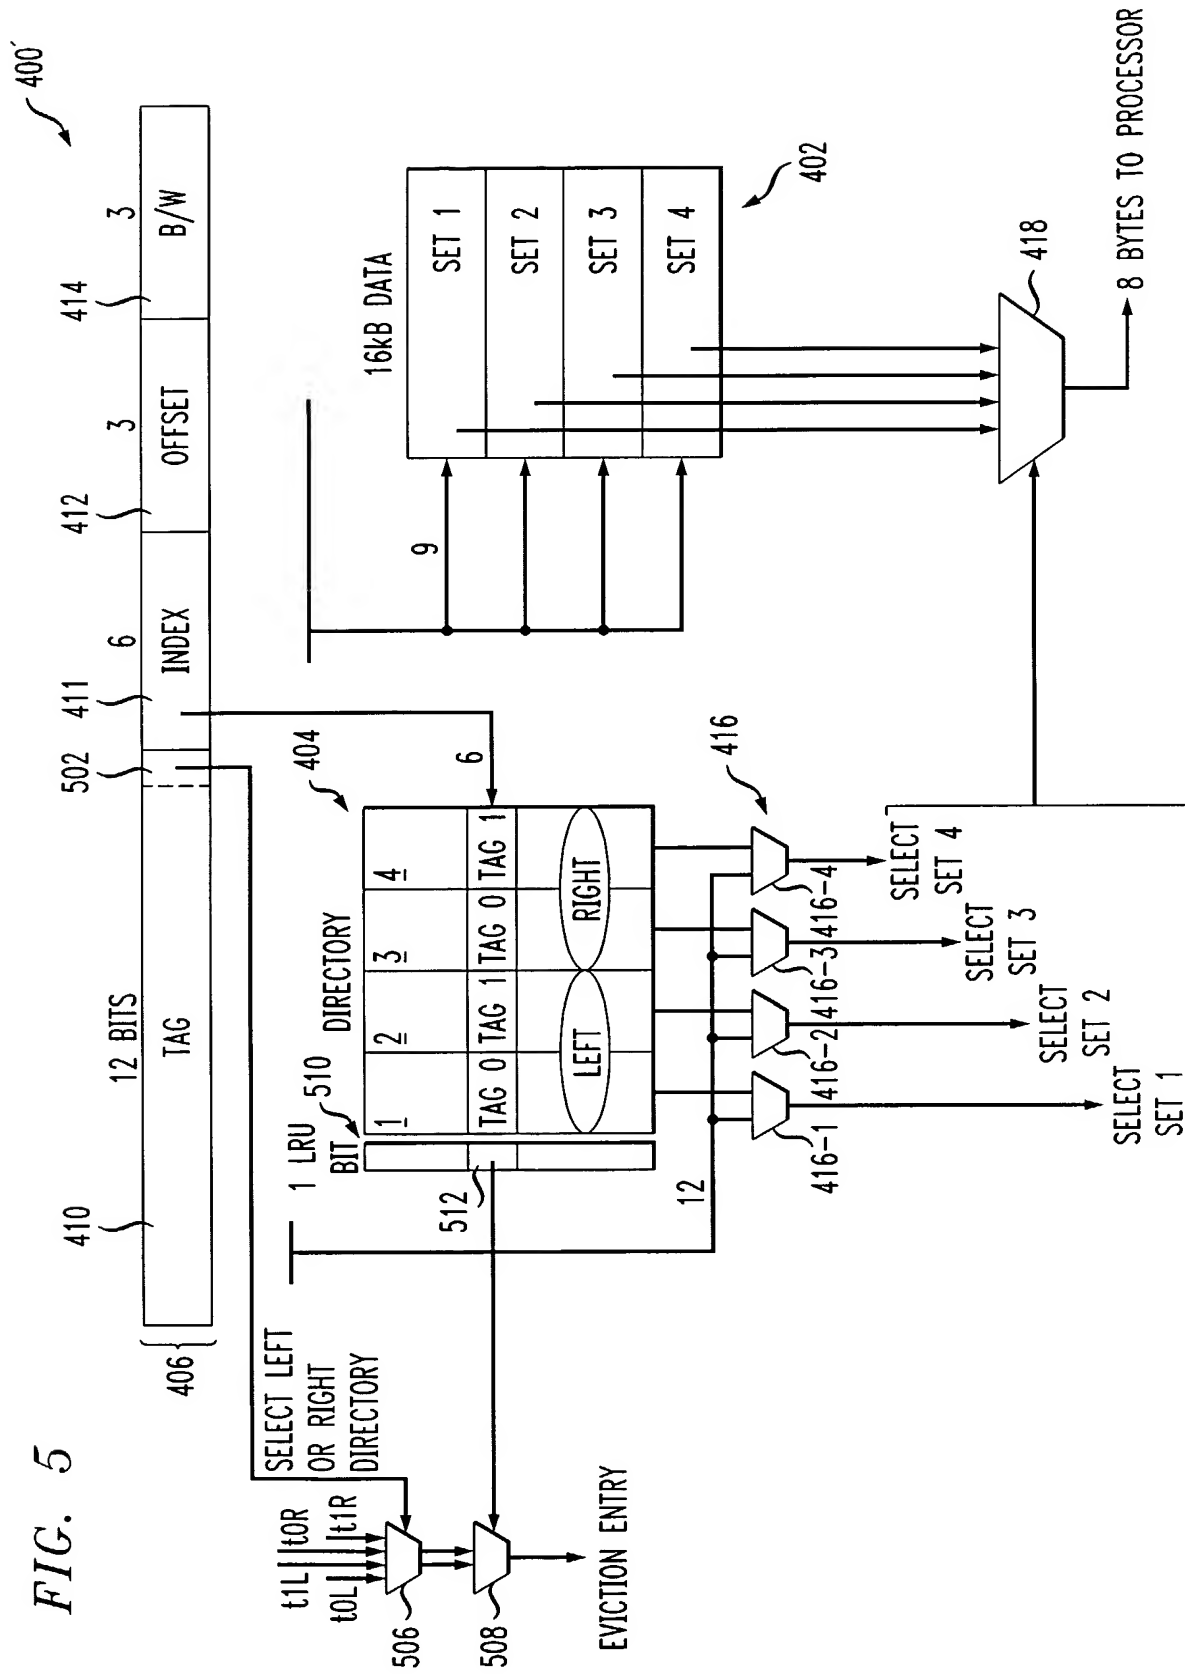 FIG. 5
400'
406
410
502
411
412
414
12 BITS
6
3
3
TAG
INDEX
OFFSET
B/W
SELECT LEFT
OR RIGHT
DIRECTORY
t1L
t0R
t0L
t1R
506
508
EVICTION ENTRY
1 LRU
BIT
510
512
DIRECTORY
404
6
1
2
3
4
TAG 0
TAG 1
TAG 0
TAG 1
LEFT
RIGHT
12
416
416-1
416-2
416-3
416-4
SELECT
SET 1
SELECT
SET 2
SELECT
SET 3
SELECT
SET 4
16kB DATA
9
SET 1
SET 2
SET 3
SET 4
402
418
8 BYTES TO PROCESSOR